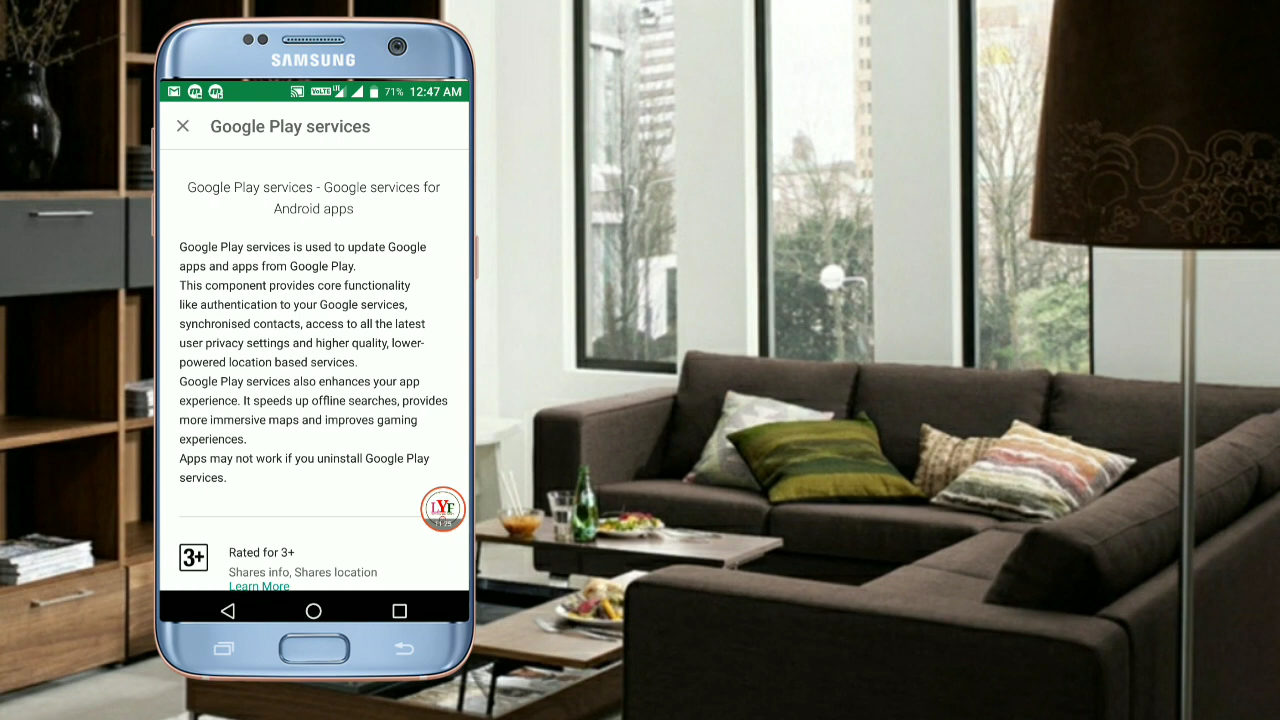 SAMSUNG
VoLTE LTE 71% 12:47 AM
Google Play services
Google Play services - Google services for
Android apps
Google Play services is used to update Google
apps and apps from Google Play.
This component provides core functionality
like authentication to your Google services,
synchronised contacts, access to all the latest
user privacy settings and higher quality, lower-
powered location based services.
Google Play services also enhances your app
experience. It speeds up offline searches, provides
more immersive maps and improves gaming
experiences.
Apps may not work if you uninstall Google Play
services.
LYF
11:25
3+
Rated for 3+
Shares info, Shares location
Learn More